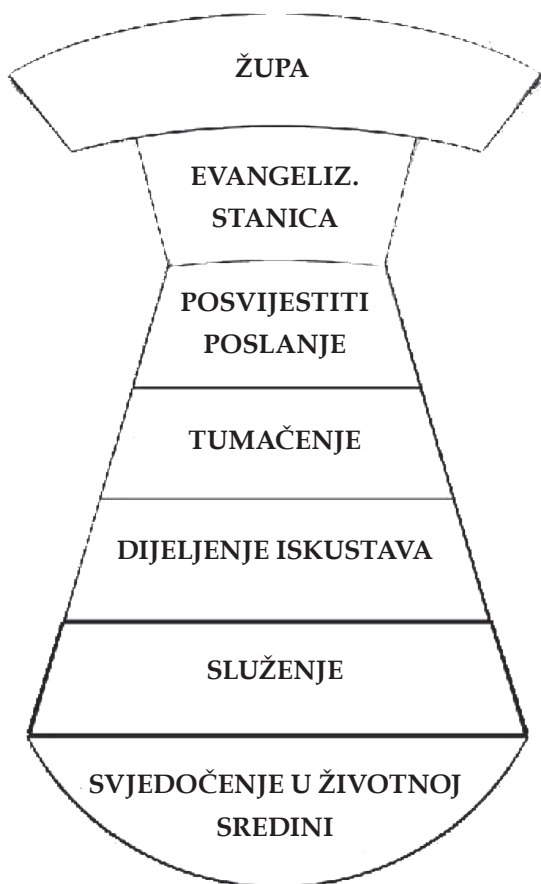 ŽUPA
EVANGELIZ.
STANICA
POSVIJESTITI
POSLANJE
TUMAČENJE
DIJELJENJE ISKUSTAVA
SLUŽENJE
SVJEDOČENJE U ŽIVOTNOJ
SREDINI